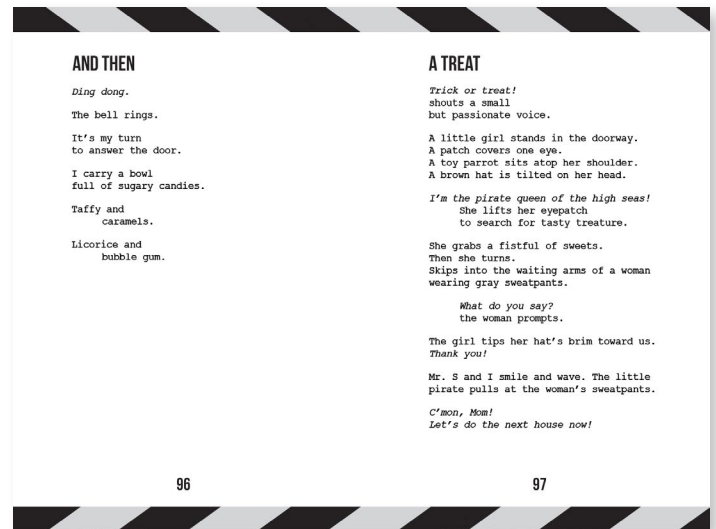 AND THEN
Ding dong.
The bell rings.
It's my turn
to answer the door.
I carry a bowl
full of sugary candies.
Taffy and
caramels.
Licorice and
bubble gum.
96
A TREAT
Trick or treat!
shouts a small
but passionate voice.
A little girl stands in the doorway.
A patch covers one eye.
A toy parrot sits atop her shoulder.
A brown hat is tilted on her head.
I'm the pirate queen of the high seas!
She lifts her eyepatch
to search for tasty treature.
She grabs a fistful of sweets.
Then she turns.
Skips into the waiting arms of a woman
wearing gray sweatpants.
What do you say?
the woman prompts.
The girl tips her hat's brim toward us.
Thank you!
Mr. S and I smile and wave. The little
pirate pulls at the woman's sweatpants.
C'mon, Mom!
Let's do the next house now!
97